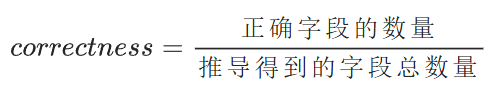 correctness = 正确字段的数量 / 推导得到的字段总数量